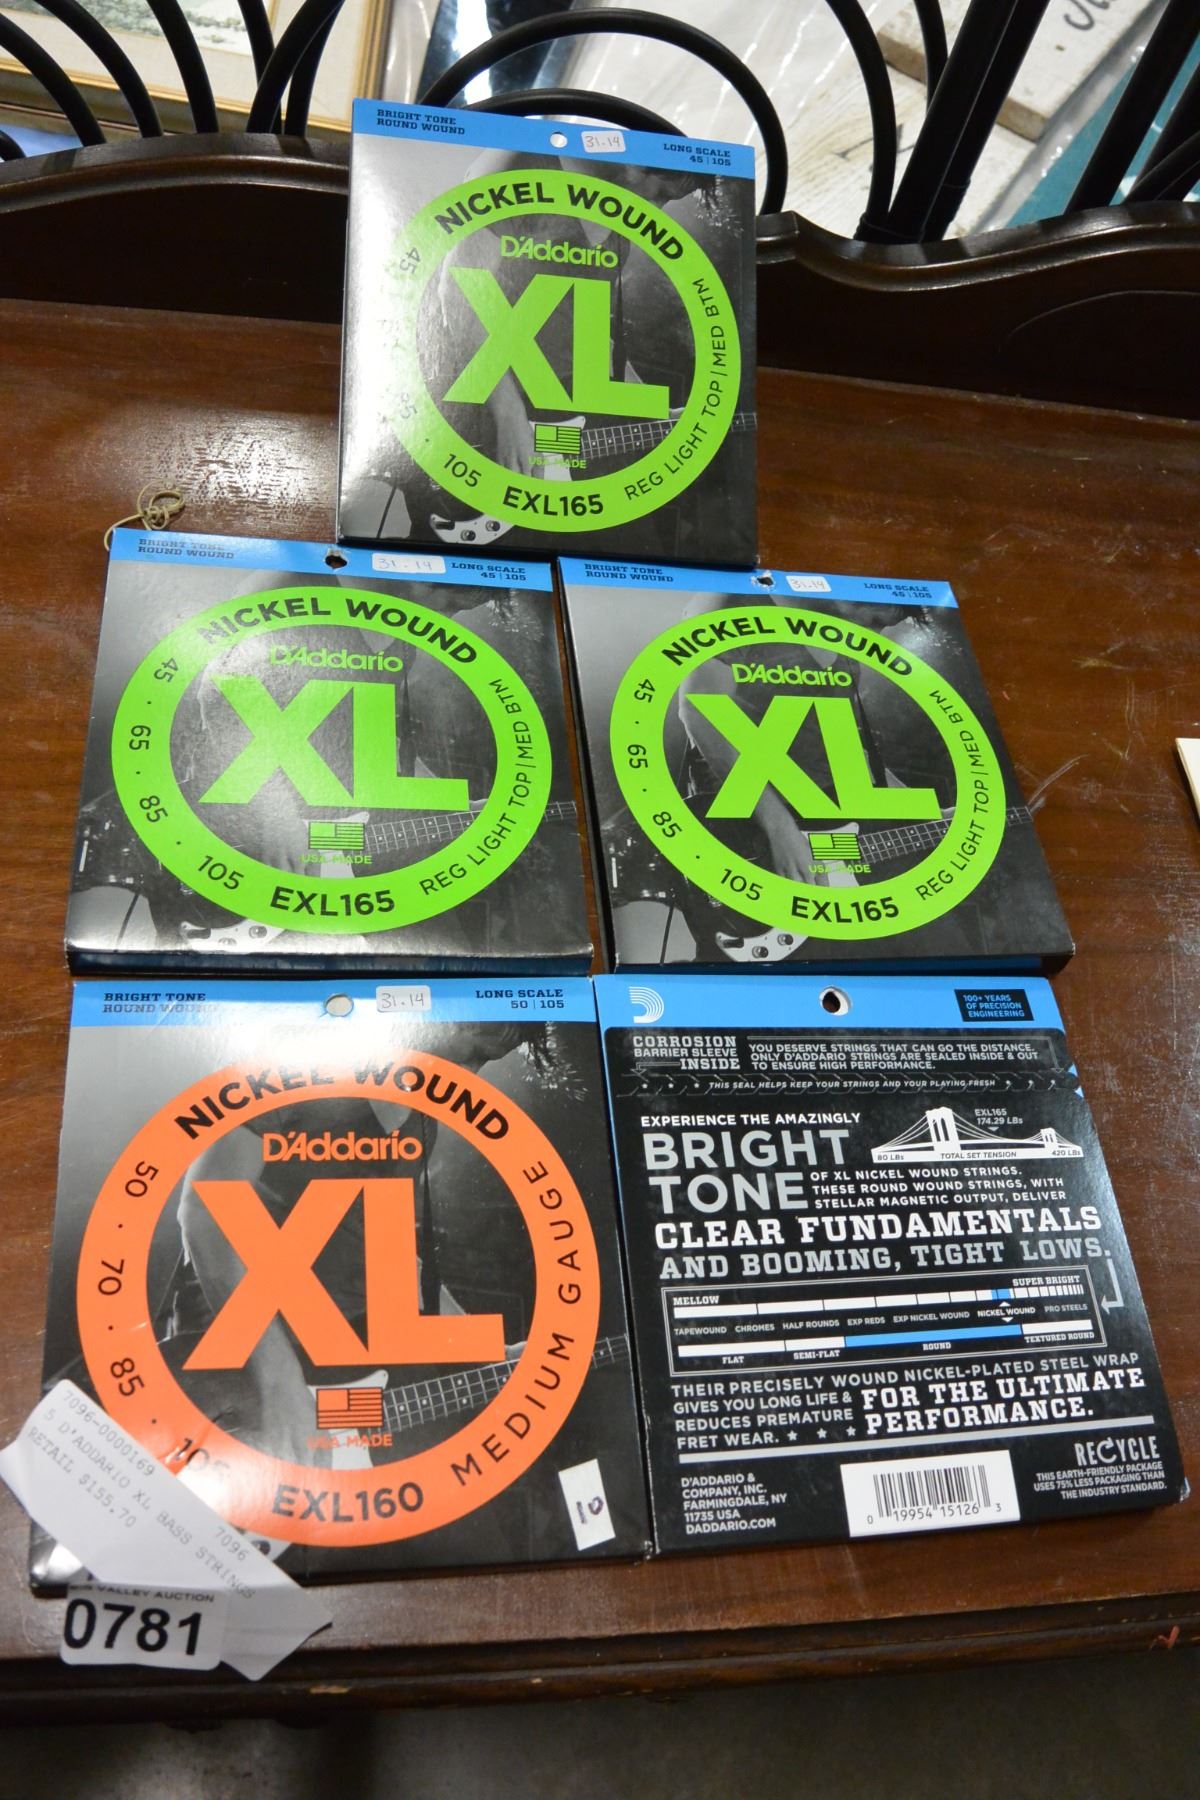 BRIGHT TONE
ROUND WOUND
31.14
LONG SCALE
45 | 105
NICKEL WOUND
D'Addario
XL
USA MADE
45
85
105
EXL165
REG LIGHT TOP | MED BTM
BRIGHT TONE
ROUND WOUND
31.14
LONG SCALE
45 | 105
NICKEL WOUND
D'Addario
XL
USA MADE
45 · 65 · 85 · 105
EXL165
REG LIGHT TOP | MED BTM
BRIGHT TONE
ROUND WOUND
31.14
LONG SCALE
45 | 105
NICKEL WOUND
D'Addario
XL
USA MADE
45 · 65 · 85 · 105
EXL165
REG LIGHT TOP | MED BTM
BRIGHT TONE
ROUND WOUND
31.14
LONG SCALE
50 | 105
NICKEL WOUND
D'Addario
XL
USA MADE
50 · 70 · 85 · 105
EXL160
MEDIUM GAUGE
7096-0000169 7096
5 D'ADDARIO XL BASS STRINGS
RETAIL $155.70
VALLEY AUCTION
0781
100+ YEARS
OF PRECISION
ENGINEERING
CORROSION
BARRIER SLEEVE
INSIDE
YOU DESERVE STRINGS THAT CAN GO THE DISTANCE.
ONLY D'ADDARIO STRINGS ARE SEALED INSIDE & OUT
TO ENSURE HIGH PERFORMANCE.
THIS SEAL HELPS KEEP YOUR STRINGS AND YOUR PLAYING FRESH
EXPERIENCE THE AMAZINGLY
BRIGHT
TONE
EXL165
174.29 LBs
80 LBs TOTAL SET TENSION 420 LBs
OF XL NICKEL WOUND STRINGS.
THESE ROUND WOUND STRINGS, WITH
STELLAR MAGNETIC OUTPUT, DELIVER
CLEAR FUNDAMENTALS
AND BOOMING, TIGHT LOWS.
MELLOW SUPER BRIGHT
TAPEWOUND CHROMES HALF ROUNDS EXP REDS EXP NICKEL WOUND NICKEL WOUND PRO STEELS
FLAT SEMI-FLAT ROUND TEXTURED ROUND
THEIR PRECISELY WOUND NICKEL-PLATED STEEL WRAP
GIVES YOU LONG LIFE &
REDUCES PREMATURE
FRET WEAR. ★ ★ ★
FOR THE ULTIMATE
PERFORMANCE.
D'ADDARIO &
COMPANY, INC.
FARMINGDALE, NY
11735 USA
DADDARIO.COM
0 19954 15126 3
RECYCLE
THIS EARTH-FRIENDLY PACKAGE
USES 75% LESS PACKAGING THAN
THE INDUSTRY STANDARD.